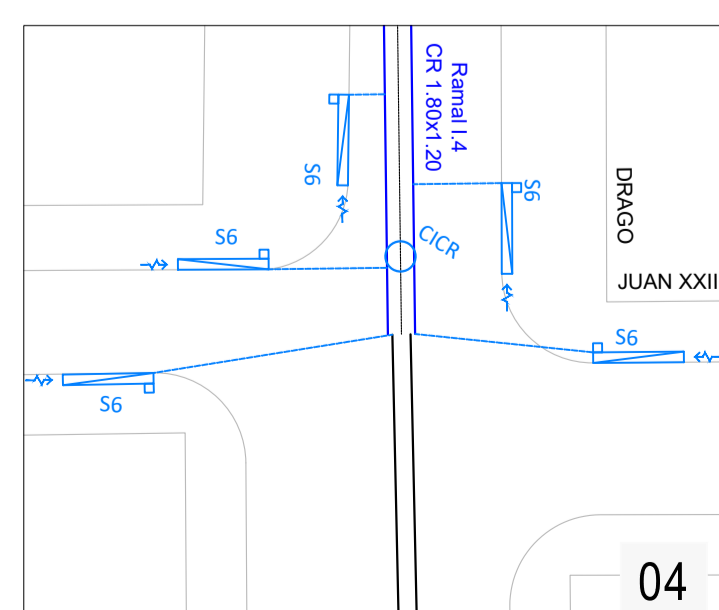 Ramal I.4
CR 1.80x1.20
S6
S6
DRAGO
S6
CICR
JUAN XXII
S6
S6
04